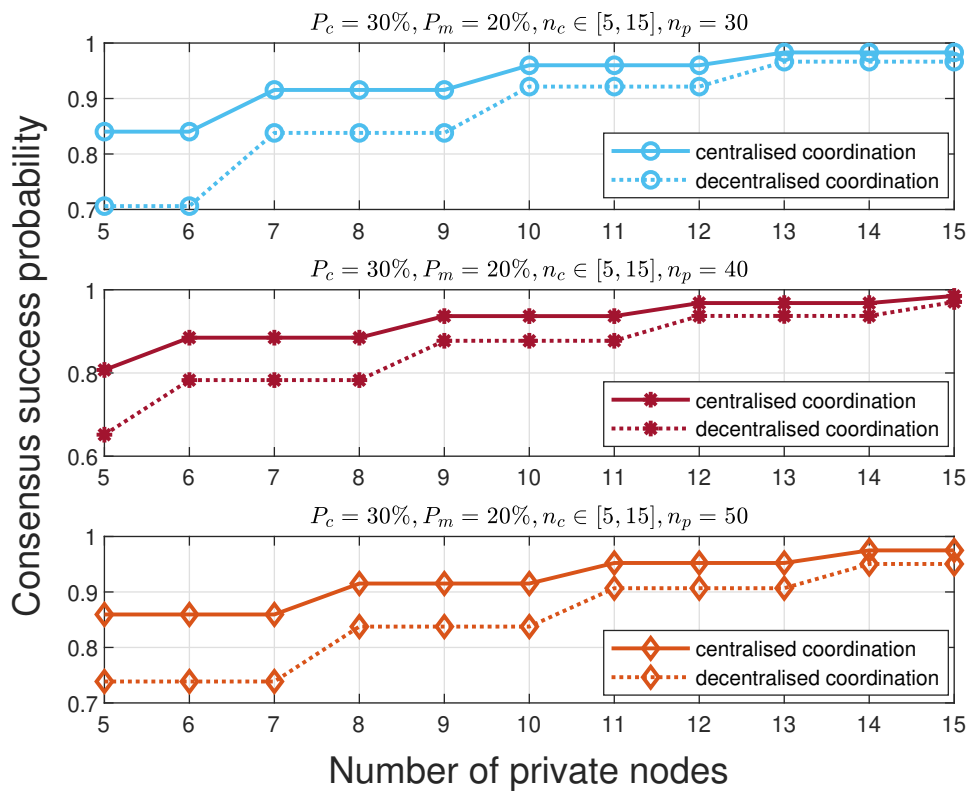 P_c = 30%, P_m = 20%, n_c ∈ [5, 15], n_p = 30
1
0.9
0.8
0.7
centralised coordination
decentralised coordination
5 6 7 8 9 10 11 12 13 14 15
P_c = 30%, P_m = 20%, n_c ∈ [5, 15], n_p = 40
1
0.8
0.6
centralised coordination
decentralised coordination
5 6 7 8 9 10 11 12 13 14 15
P_c = 30%, P_m = 20%, n_c ∈ [5, 15], n_p = 50
1
0.9
0.8
0.7
centralised coordination
decentralised coordination
5 6 7 8 9 10 11 12 13 14 15
Consensus success probability
Number of private nodes